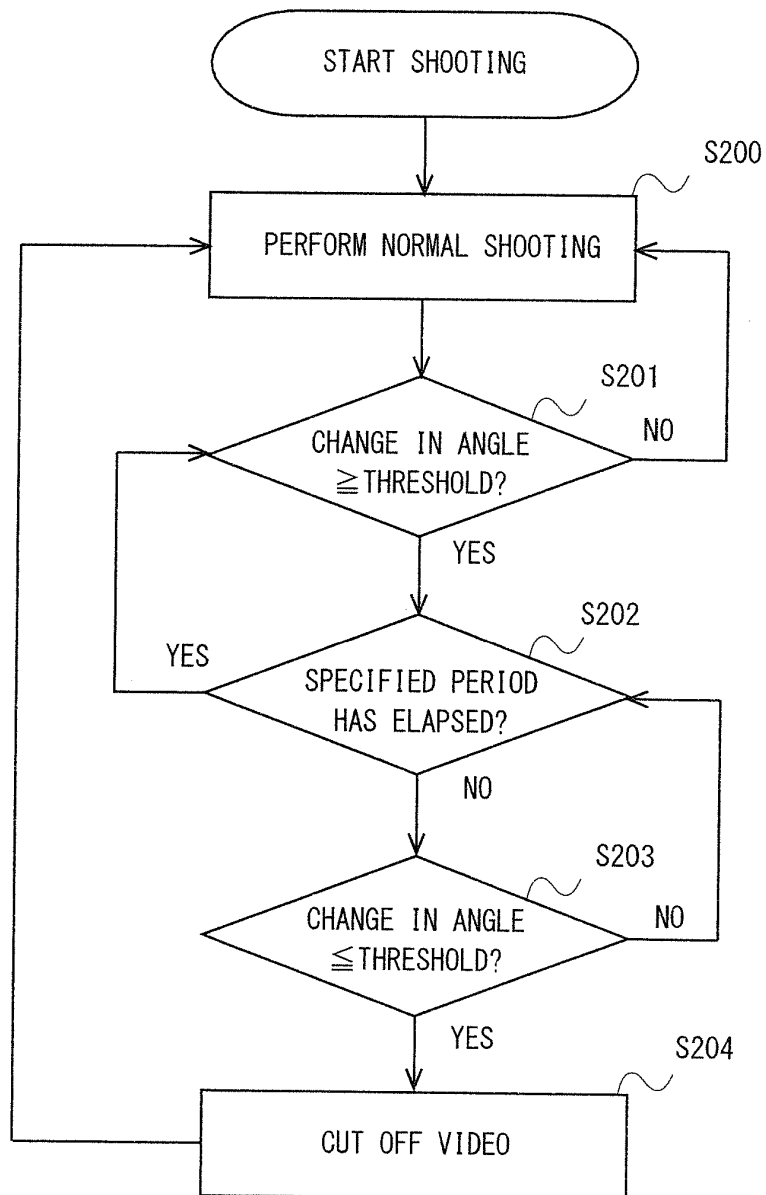 START SHOOTING
S200
PERFORM NORMAL SHOOTING
S201
CHANGE IN ANGLE
≧THRESHOLD?
NO
YES
S202
YES
SPECIFIED PERIOD
HAS ELAPSED?
NO
S203
CHANGE IN ANGLE
≦THRESHOLD?
NO
YES
S204
CUT OFF VIDEO